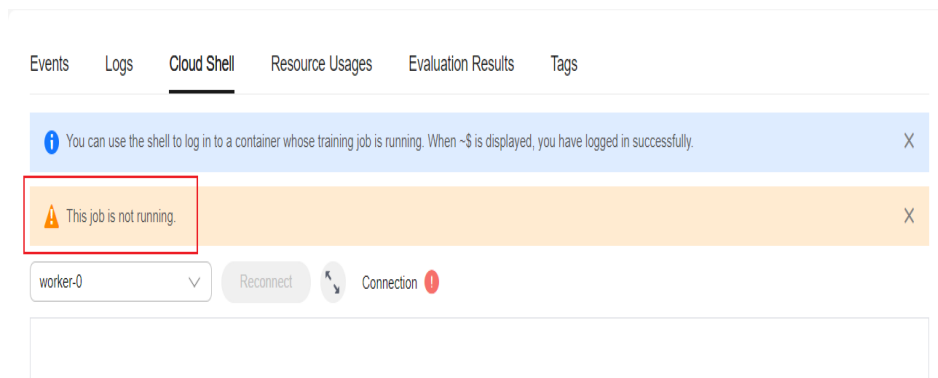 Events Logs Cloud Shell Resource Usages Evaluation Results Tags
You can use the shell to log in to a container whose training job is running. When ~$ is displayed, you have logged in successfully.
This job is not running.
worker-0 Reconnect Connection